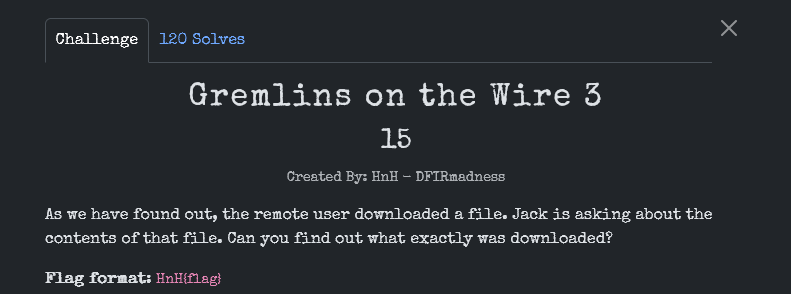 Challenge
120 Solves
Gremlins on the Wire 3
15
Created By: HnH - DFIRmadness
As we have found out, the remote user downloaded a file. Jack is asking about the
contents of that file. Can you find out what exactly was downloaded?
Flag format: HnH{flag}